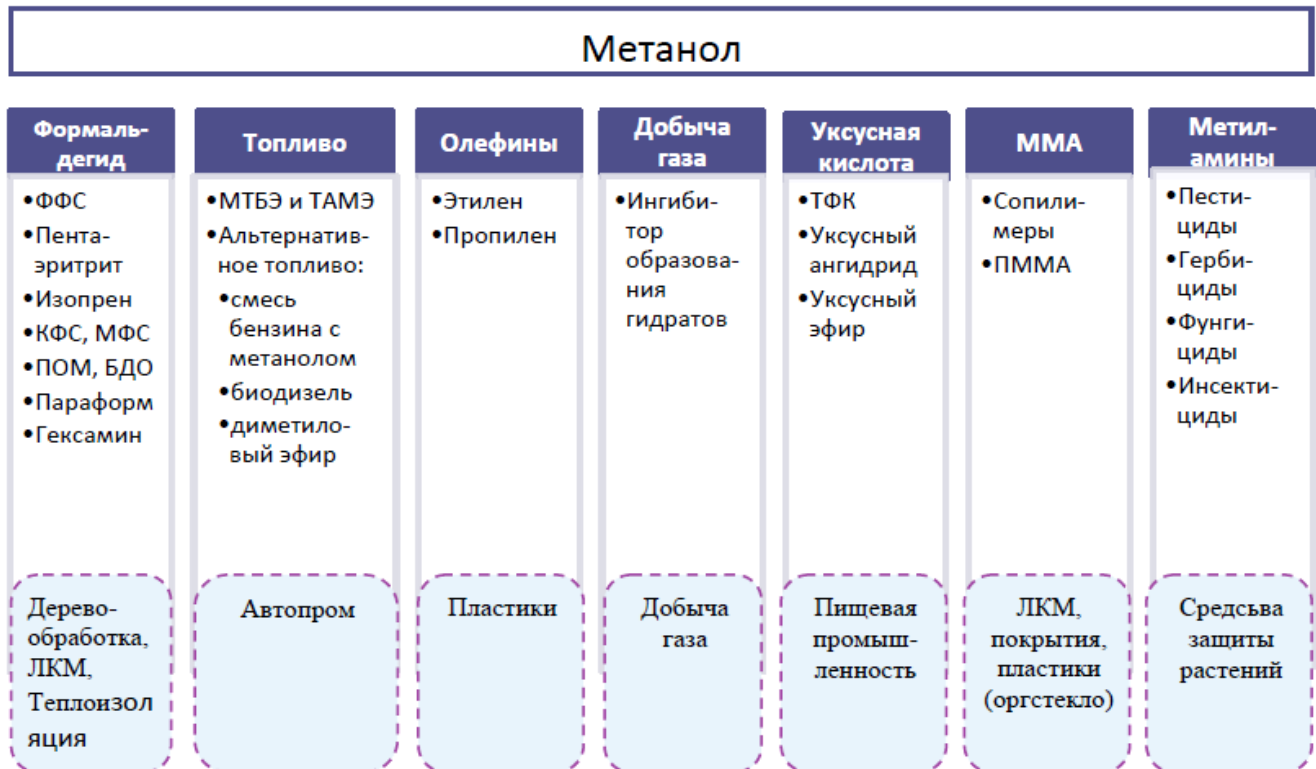 Метанол
Формаль-
дегид
•ФФС
•Пента-
эритрит
•Изопрен
•КФС, МФС
•ПОМ, БДО
•Параформ
•Гексамин
Дерево-
обработка,
ЛКМ,
Теплоизол
яция
Топливо
•МТБЭ и ТАМЭ
•Альтернатив-
ное топливо:
•смесь
бензина с
метанолом
•биодизель
•диметило-
вый эфир
Автопром
Олефины
•Этилен
•Пропилен
Пластики
Добыча
газа
•Ингиби-
тор
образова-
ния
гидратов
Добыча
газа
Уксусная
кислота
•ТФК
•Уксусный
ангидрид
•Уксусный
эфир
Пищевая
промыш-
ленность
ММА
•Сопили-
меры
•ПММА
ЛКМ,
покрытия,
пластики
(оргстекло)
Метил-
амины
•Пести-
циды
•Герби-
циды
•Фунги-
циды
•Инсекти-
циды
Средсьва
защиты
растений